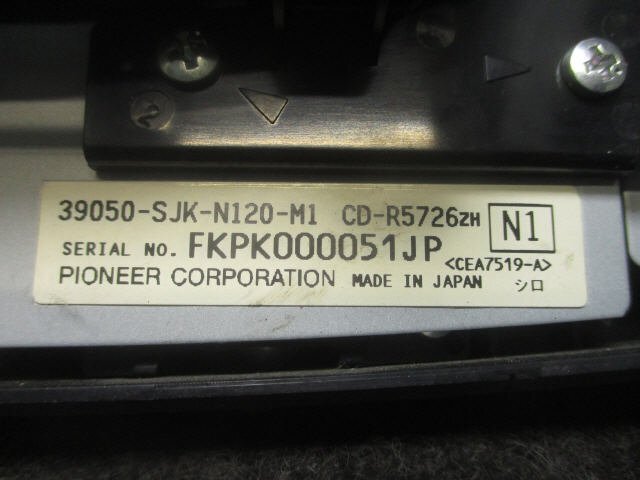 2
39050-SJK-N120-M1 CD-R5726ZH N1
SERIAL NO. FKPK000051JP <CEA7519-A>
PIONEER CORPORATION MADE IN JAPAN シロ